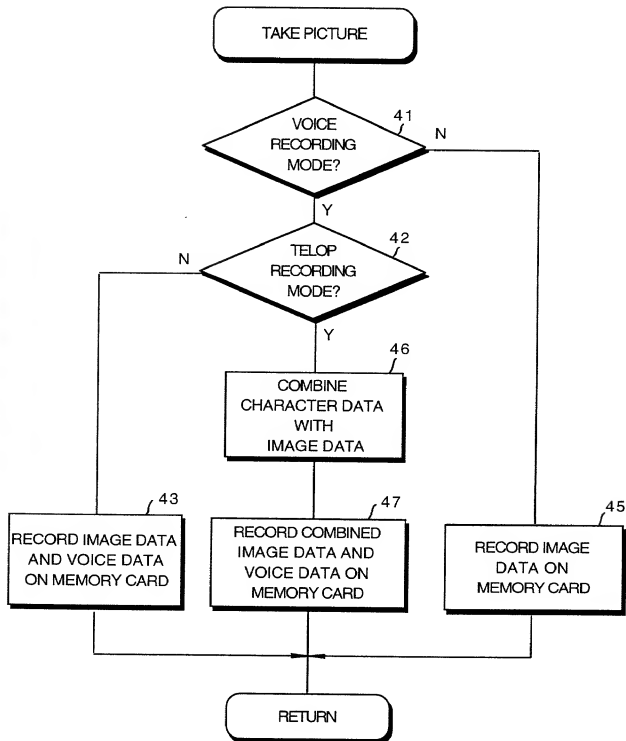 TAKE PICTURE
41
VOICE
RECORDING
MODE?
N
Y
42
TELOP
RECORDING
MODE?
N
Y
46
COMBINE
CHARACTER DATA
WITH
IMAGE DATA
43
RECORD IMAGE DATA
AND VOICE DATA
ON MEMORY CARD
47
RECORD COMBINED
IMAGE DATA AND
VOICE DATA ON
MEMORY CARD
45
RECORD IMAGE
DATA ON
MEMORY CARD
RETURN